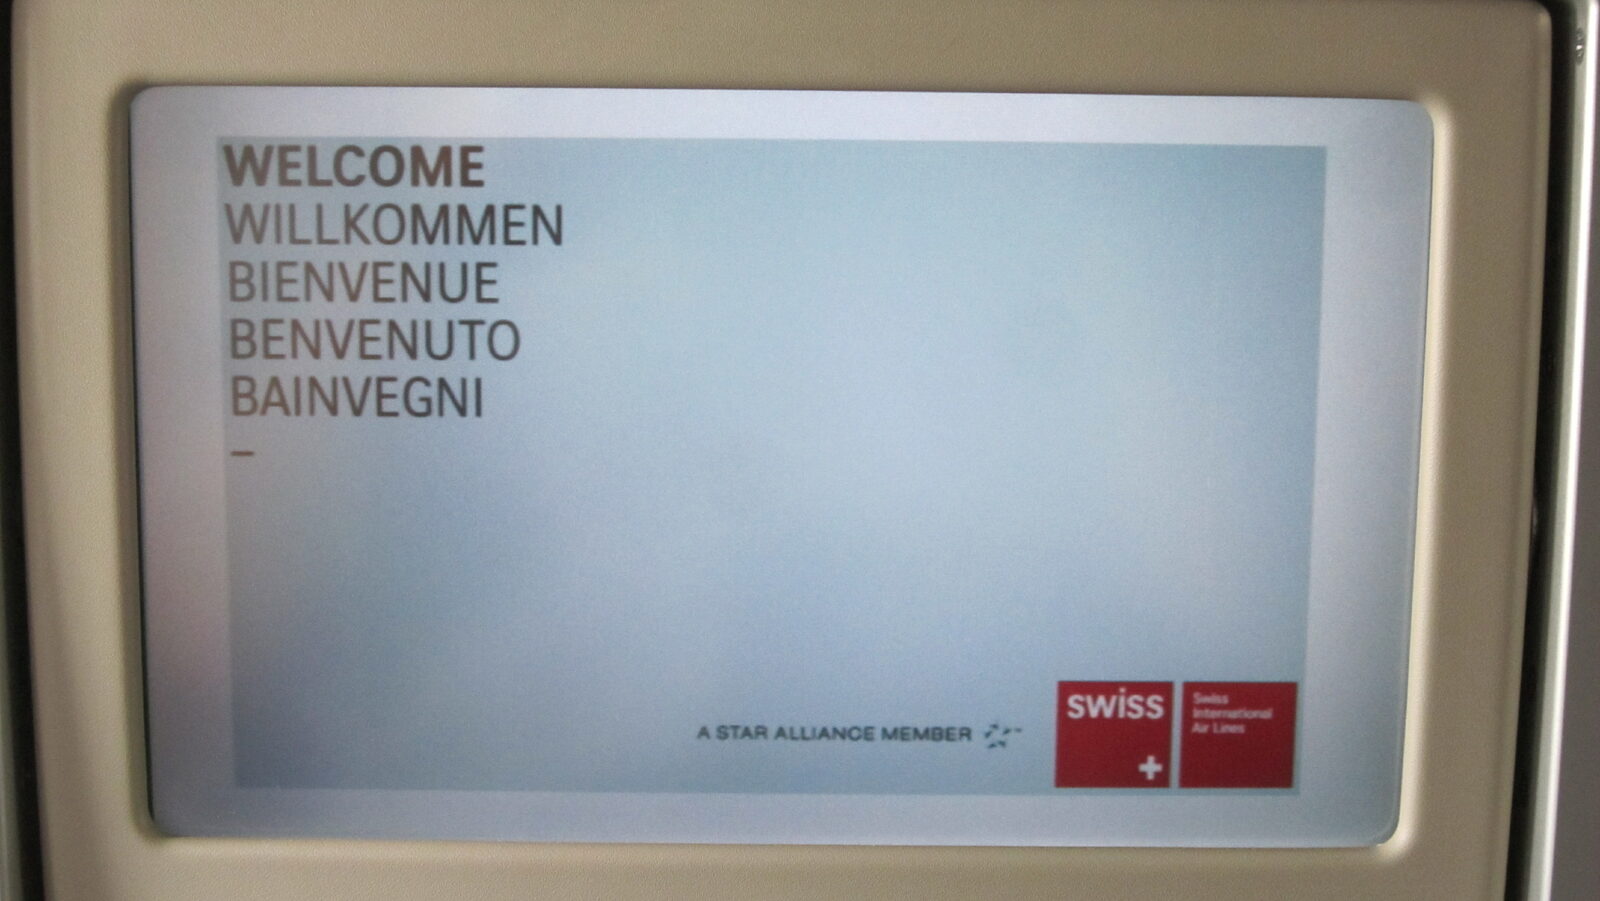 WELCOME
WILLKOMMEN
BIENVENUE
BENVENUTO
BAINVEGNI
–
A STAR ALLIANCE MEMBER
swiss
Swiss
International
Air Lines